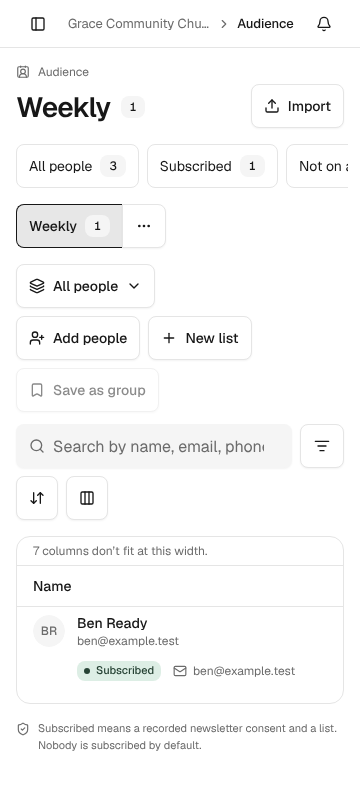 Grace Community Chu... > Audience
Audience
Weekly 1
Import
All people 3 Subscribed 1 Not on a
Weekly 1 ...
All people
Add people New list
Save as group
Search by name, email, phone
7 columns don't fit at this width.
Name
BR Ben Ready
ben@example.test
Subscribed ben@example.test
Subscribed means a recorded newsletter consent and a list.
Nobody is subscribed by default.